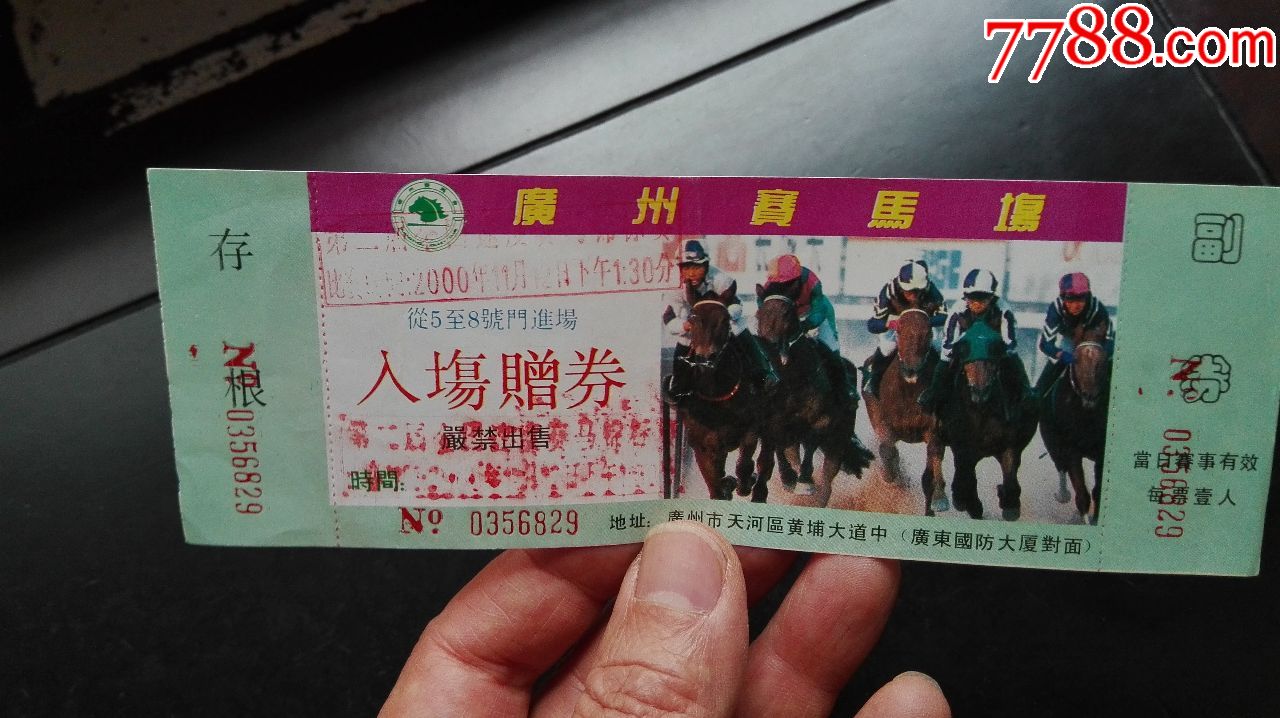 7788.com
廣州賽馬場
存根
No
0356829
2000年11月12日下午1:30分
從5至8號門進場
入場贈券
嚴禁出售
時間:
No 0356829
地址: 廣州市天河區黄埔大道中 (廣東國防大厦對面)
副券
No
0356829
當日賽事有效
每票壹人